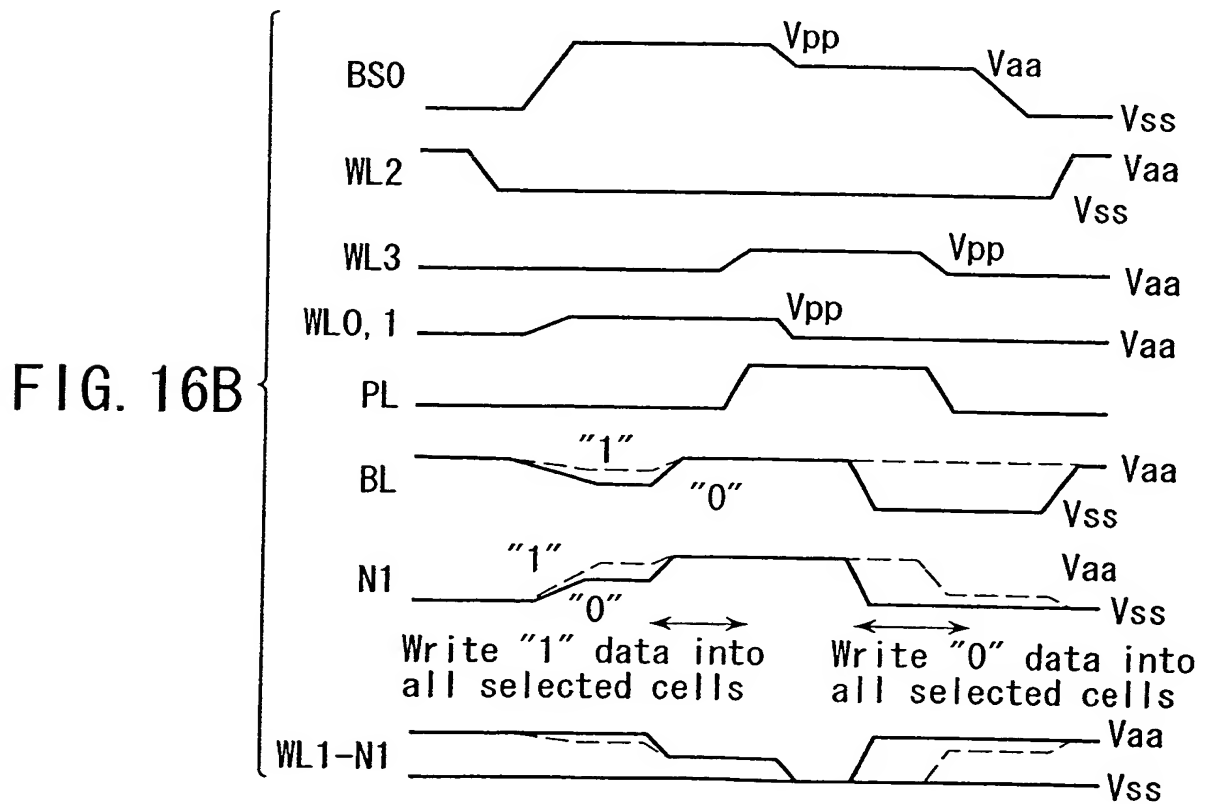 FIG. 16B
BS0
Vpp
Vaa
Vss
WL2
Vaa
Vss
WL3
Vpp
Vaa
WL0, 1
Vpp
Vaa
PL
BL
"1"
"0"
Vaa
Vss
N1
"1"
"0"
Vaa
Vss
Write "1" data into
all selected cells
Write "0" data into
all selected cells
WL1-N1
Vaa
Vss